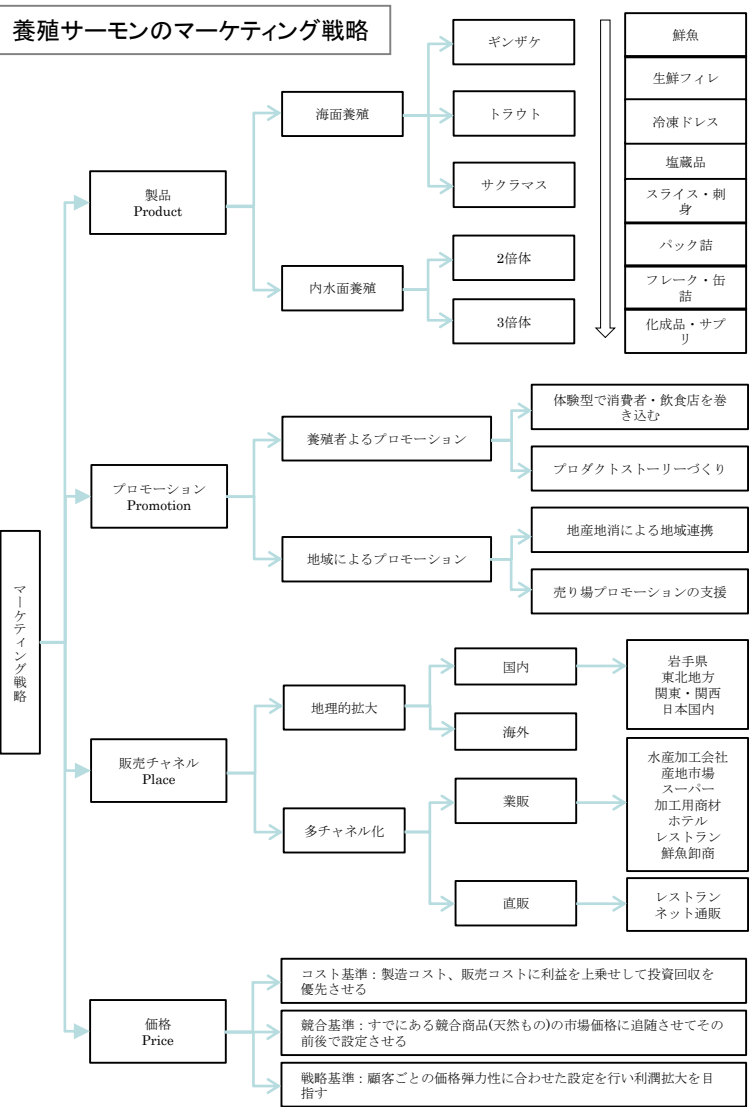 養殖サーモンのマーケティング戦略
マーケティング戦略
製品
Product
海面養殖
ギンザケ
トラウト
サクラマス
内水面養殖
2倍体
3倍体
鮮魚
生鮮フィレ
冷凍ドレス
塩蔵品
スライス・刺
身
パック詰
フレーク・缶
詰
化成品・サプ
リ
プロモーション
Promotion
養殖者よるプロモーション
体験型で消費者・飲食店を巻
き込む
プロダクトストーリーづくり
地域によるプロモーション
地産地消による地域連携
売り場プロモーションの支援
販売チャネル
Place
地理的拡大
国内
岩手県
東北地方
関東・関西
日本国内
海外
多チャネル化
業販
水産加工会社
産地市場
スーパー
加工用商材
ホテル
レストラン
鮮魚卸商
直販
レストラン
ネット通販
価格
Price
コスト基準：製造コスト、販売コストに利益を上乗せして投資回収を
優先させる
競合基準：すでにある競合商品(天然もの)の市場価格に追随させてその
前後で設定させる
戦略基準：顧客ごとの価格弾力性に合わせた設定を行い利潤拡大を目
指す